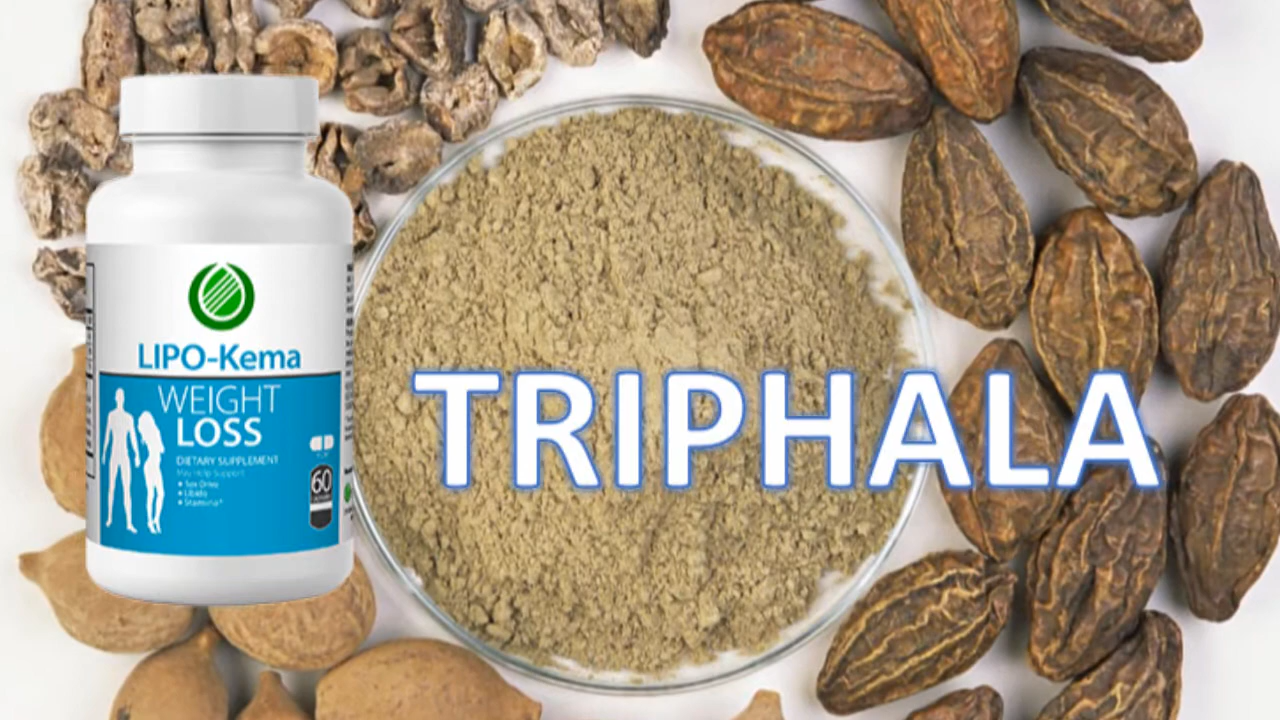 LIPO-Kema
WEIGHT
LOSS
DIETARY SUPPLEMENT
May Help Support
• Sex Drive
• Libido
• Stamina*
60
TRIPHALA